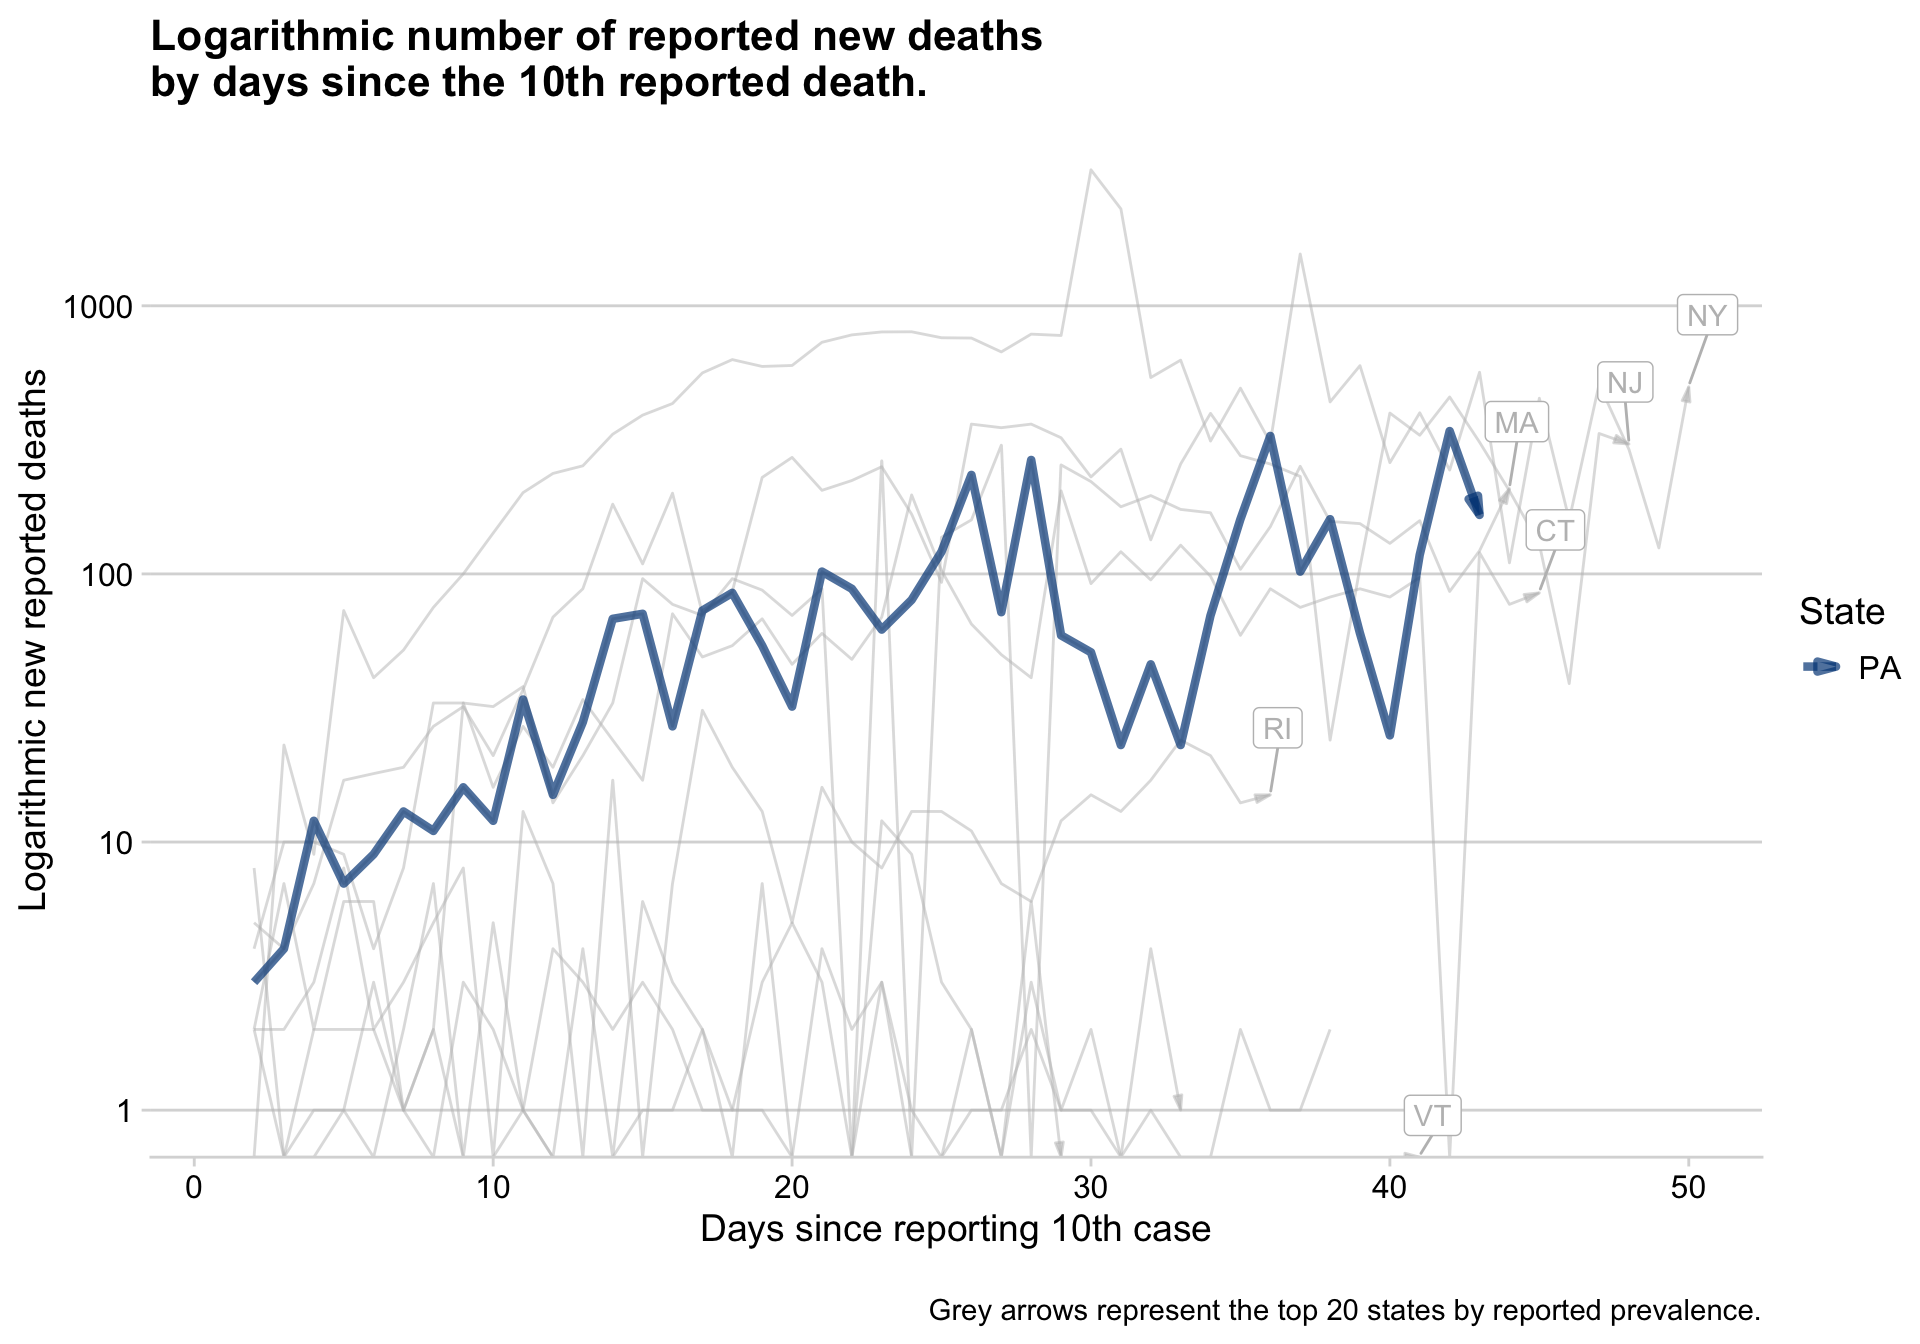 Logarithmic number of reported new deaths
by days since the 10th reported death.
Logarithmic new reported deaths
1000
100
10
1
NY
NJ
MA
CT
RI
VT
State
PA
0 10 20 30 40 50
Days since reporting 10th case
Grey arrows represent the top 20 states by reported prevalence.